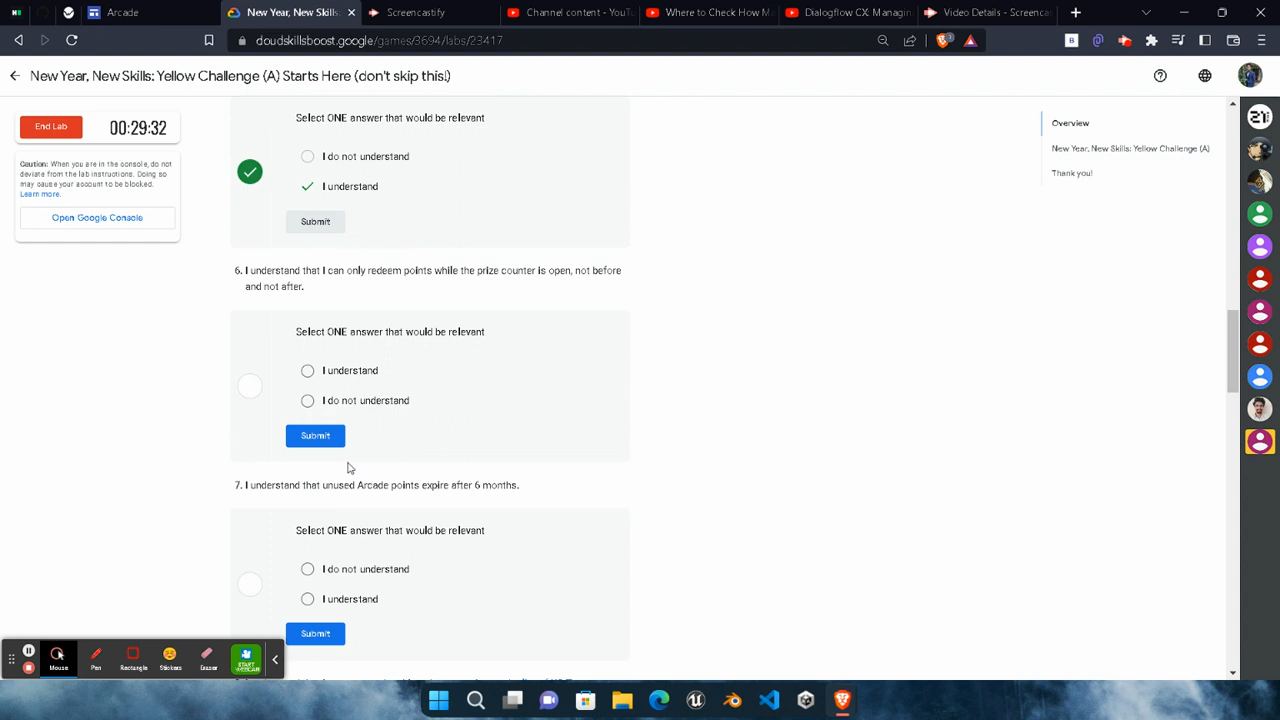 Arcade
New Year, New Skills:
Screencastify
Channel content - YouTu
Where to Check How Ma
Dialogflow CX: Managin
Video Details - Screencas
cloudskillsboost.google/games/3694/labs/23417
New Year, New Skills: Yellow Challenge (A) Starts Here (don't skip this!)
End Lab
00:29:32
Caution: When you are in the console, do not
deviate from the lab instructions. Doing so
may cause your account to be blocked.
Learn more.
Open Google Console
Select ONE answer that would be relevant
I do not understand
I understand
Submit
6. I understand that I can only redeem points while the prize counter is open, not before
and not after.
Select ONE answer that would be relevant
I understand
I do not understand
Submit
7. I understand that unused Arcade points expire after 6 months.
Select ONE answer that would be relevant
I do not understand
I understand
Submit
Overview
New Year, New Skills: Yellow Challenge (A)
Thank you!
21
Mouse
Pen
Rectangle
Stickers
Eraser
START
WEBCAM